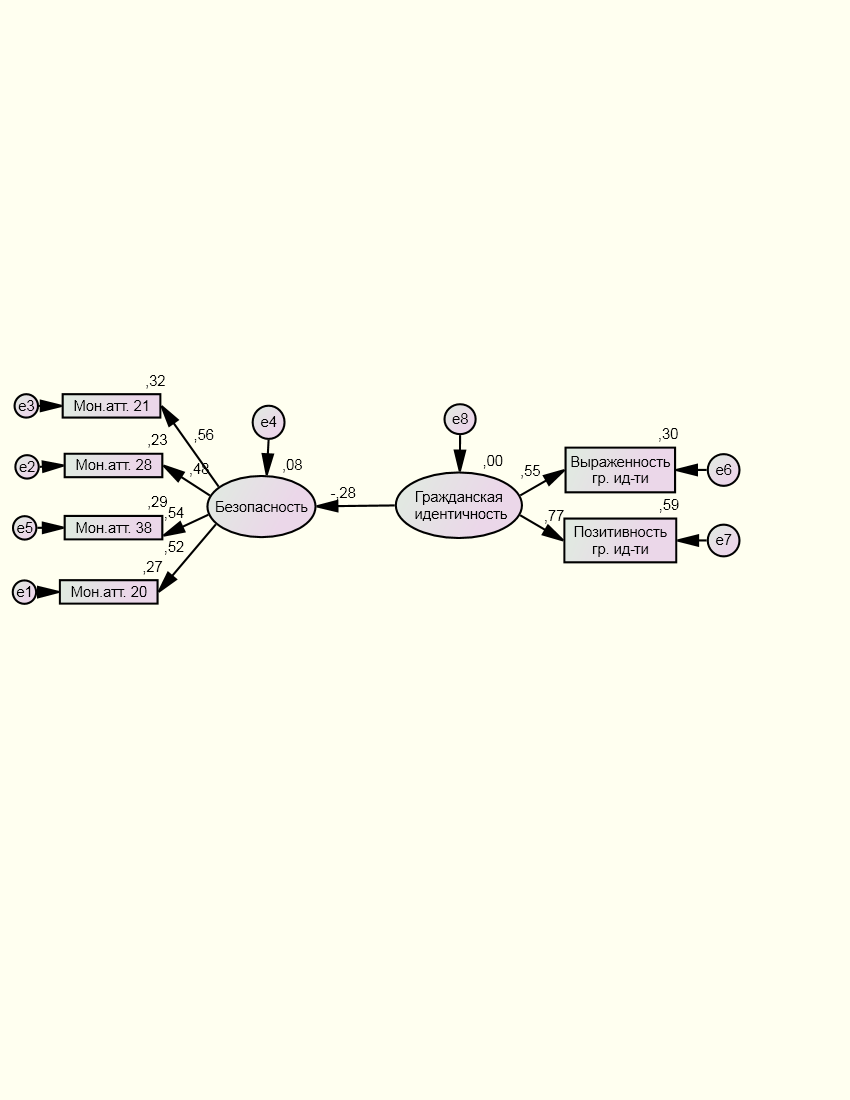 ,32
e3
Мон.атт. 21
,56
,23
e2
Мон.атт. 28
,48
,29
e5
Мон.атт. 38
,54
,52
,27
e1
Мон.атт. 20
e4
,08
Безопасность
-,28
e8
,00
Гражданская
идентичность
,55
,77
,30
Выраженность
гр. ид-ти
e6
,59
Позитивность
гр. ид-ти
e7